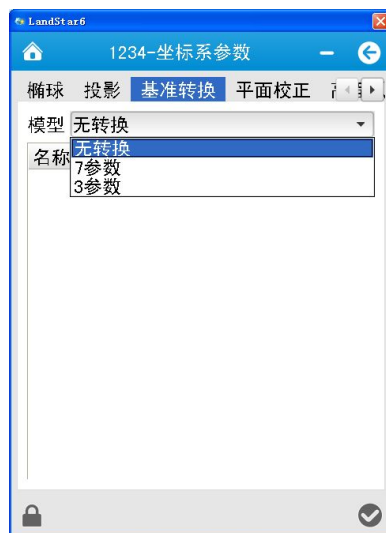 LandStar6
1234-坐标系参数
椭球 投影 基准转换 平面校正
模型 无转换
名称
无转换
7参数
3参数